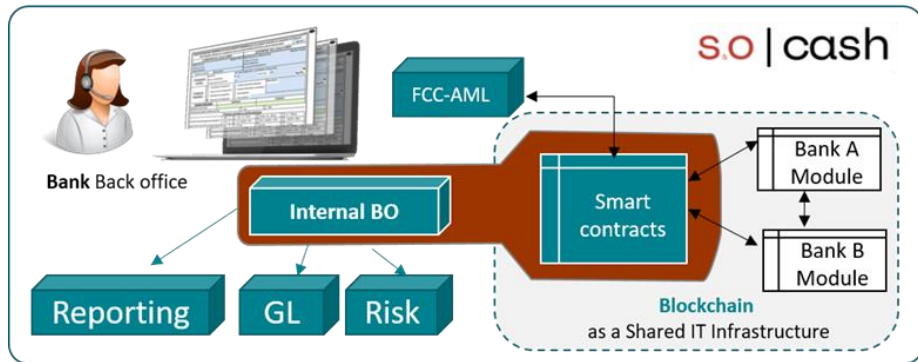 s&o | cash
FCC-AML
Bank Back office
Internal BO
Smart
contracts
Bank A
Module
Bank B
Module
Reporting
GL
Risk
Blockchain
as a Shared IT Infrastructure